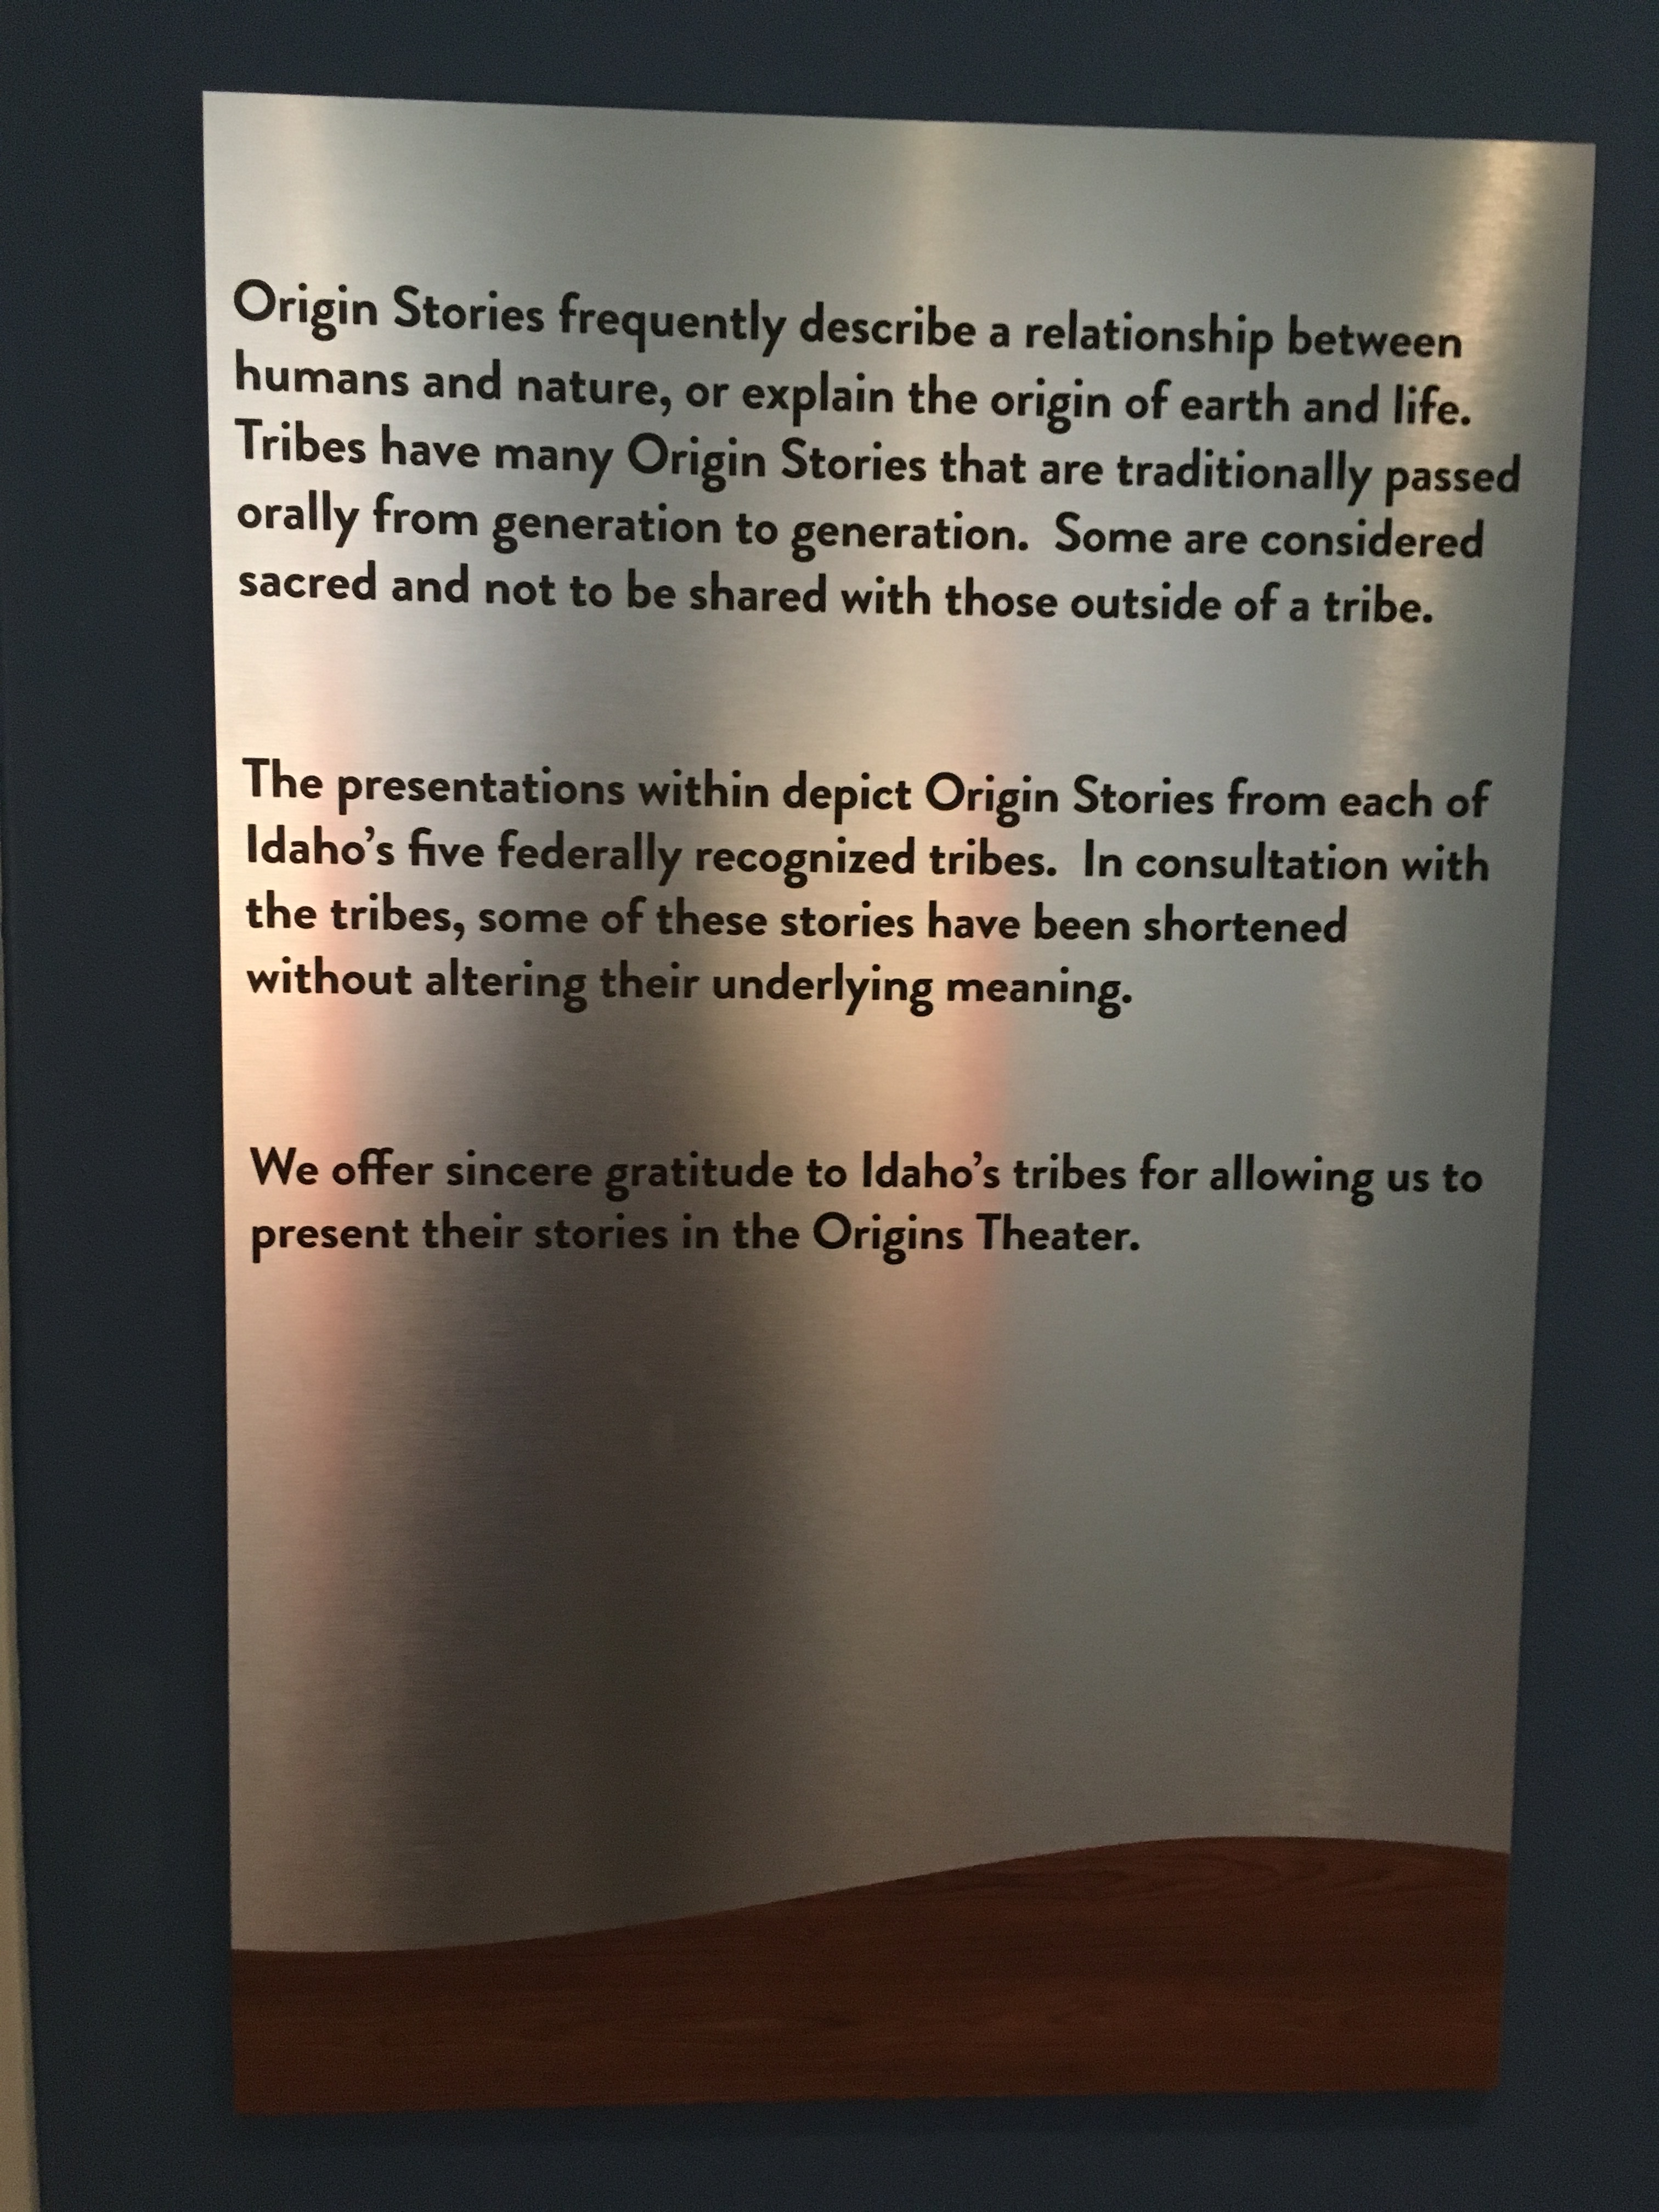 Origin Stories frequently describe a relationship between
humans and nature, or explain the origin of earth and life.
Tribes have many Origin Stories that are traditionally passed
orally from generation to generation.  Some are considered
sacred and not to be shared with those outside of a tribe.
The presentations within depict Origin Stories from each of
Idaho’s five federally recognized tribes.  In consultation with
the tribes, some of these stories have been shortened
without altering their underlying meaning.
We offer sincere gratitude to Idaho’s tribes for allowing us to
present their stories in the Origins Theater.